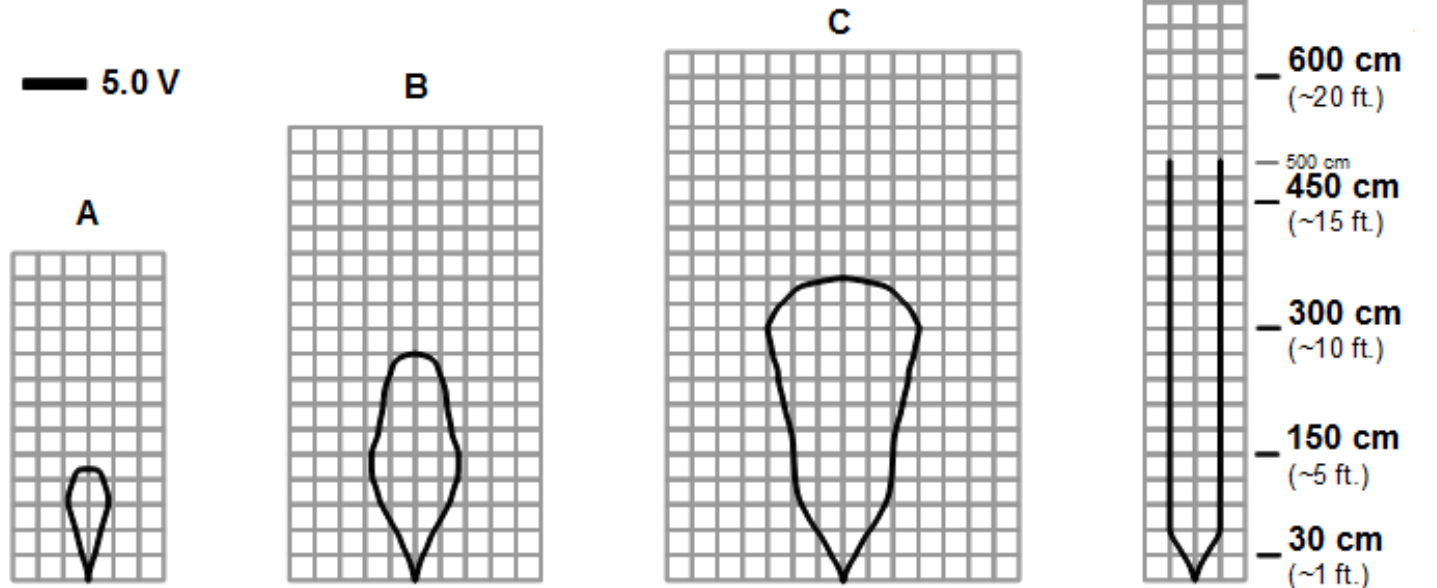 C
600 cm
(~20 ft.)
5.0 V
B
500 cm
450 cm
(~15 ft.)
A
300 cm
(~10 ft.)
150 cm
(~5 ft.)
30 cm
(~1 ft.)